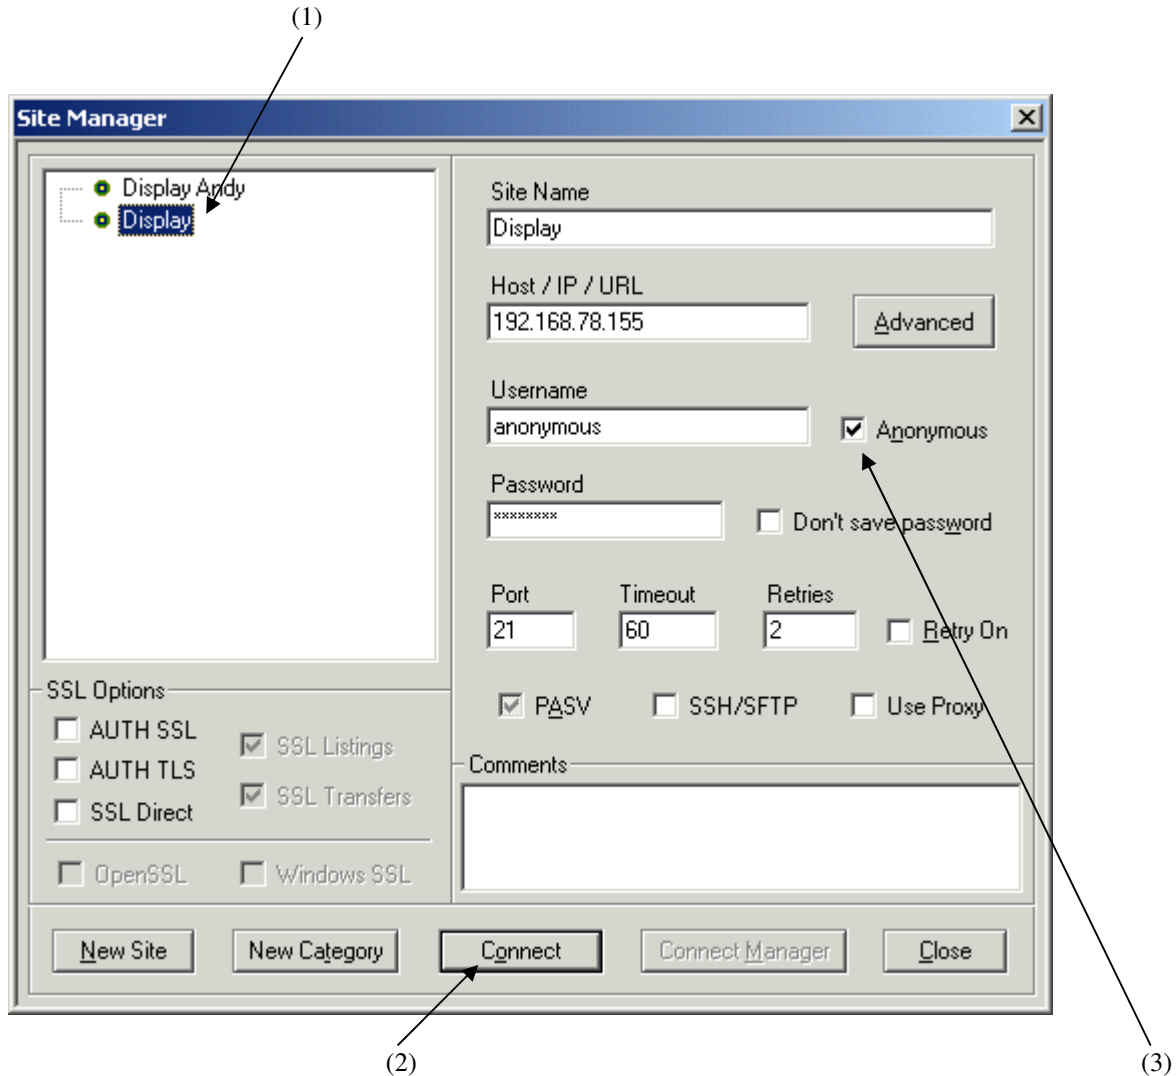 (1)
Site Manager
Display Andy
Display
Site Name
Display
Host / IP / URL
192.168.78.155
Advanced
Username
anonymous
Anonymous
Password
********
Don't save password
Port Timeout Retries
21 60 2 Retry On
PASV SSH/SFTP Use Proxy
SSL Options
AUTH SSL
SSL Listings
AUTH TLS
SSL Transfers
SSL Direct
OpenSSL Windows SSL
Comments
New Site New Category Connect Connect Manager Close
(2) (3)